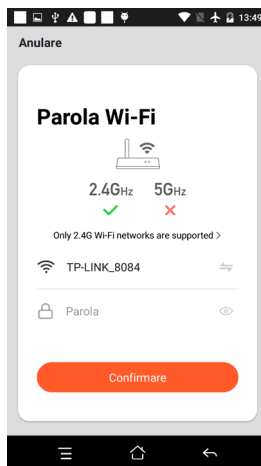 13:49
Anulare
Parola Wi-Fi
2.4GHz 5GHz
Only 2.4G Wi-Fi networks are supported >
TP-LINK_8084
Parola
Confirmare